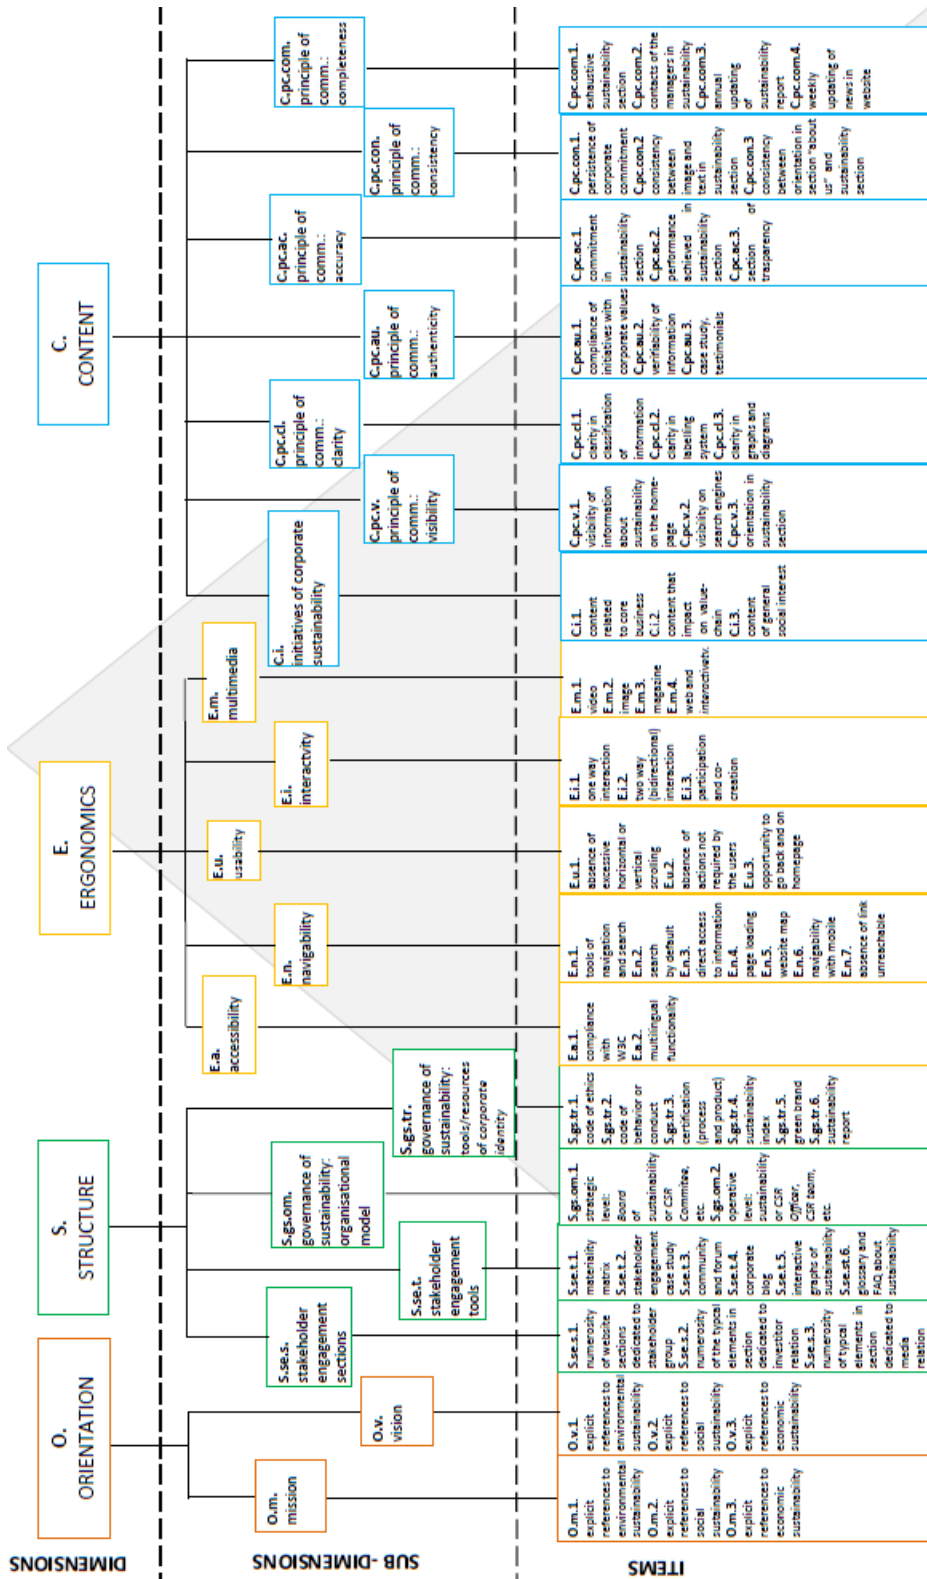 DIMENSIONS
O.
ORIENTATION
S.
STRUCTURE
E.
ERGONOMICS
C.
CONTENT
SUB - DIMENSIONS
O.m.
mission
O.v.
vision
S.se.s.
stakeholder
engagement
sections
S.se.t.
stakeholder
engagement
tools
S.gs.om.
governance of
sustainability:
organisational
model
S.gs.tr.
governance of
sustainability:
tools/resources
of corporate
identity
E.a.
accessibility
E.n.
navigability
E.u.
usability
E.i.
interactvity
E.m.
multimedia
C.i.
initiatives of corporate
sustainability
C.pc.v.
principle of
comm.:
visibility
C.pc.cl.
principle of
comm.:
clarity
C.pc.au.
principle of
comm.:
authenticity
C.pc.ac.
principle of
comm.:
accuracy
C.pc.con.
principle of
comm.:
consistency
C.pc.com.
principle of
comm.:
completeness
ITEMS
O.m.1.
explicit
references to
environmental
sustainability
O.m.2.
explicit
references to
social
sustainability
O.m.3.
explicit
references to
economic
sustainability
O.v.1.
explicit
references to
environmental
sustainability
O.v.2.
explicit
references to
social
sustainability
O.v.3.
explicit
references to
economic
sustainability
S.se.s.1.
numerosity
of website
sections
dedicated to
stakeholder
group
S.se.s.2.
numerosity
of the typical
elements in
section
dedicated to
investor
relation
S.se.s.3.
numerosity
of typcal
elements in
section
dedicated to
media
relation
S.se.t.1.
materiality
matrix
S.se.t.2.
stakeholder
engagement
case study
S.se.t.3.
community
and forum
S.se.t.4.
corporate
blog
S.se.t.5.
interactive
graphs of
sustainability
S.se.st.6.
glossary and
FAQ about
sustainability
S.gs.om.1.
strategic
level:
Board
of
sustainability
or CSR
Commitee,
etc.
S.gs.om.2.
operative
level:
sustainability
or CSR
Officer,
CSR team,
etc.
S.gs.tr.1.
code of ethics
S.gs.tr.2.
code of
behavior or
conduct
S.gs.tr.3.
certification
(process
and product)
S.gs.tr.4.
sustainability
index
S.gs.tr.5.
green brand
S.gs.tr.6.
sustainability
report
E.a.1.
compliance
with
W3C
E.a.2.
multilingual
functionality
E.n.1.
tools of
navigation
and search
E.n.2.
search
by default
E.n.3.
direct access
to information
E.n.4.
page loading
E.n.5.
website map
E.n.6.
navigability
with mobile
E.n.7.
absence of link
unreachable
E.u.1.
absence of
excessive
horizontal or
vertical
scrolling
E.u.2.
absence of
actions not
required by
the users
E.u.3.
opportunity to
go back and on
homepage
E.i.1.
one way
interaction
E.i.2.
two way
(bidirectional)
interaction
E.i.3.
participation
and co-
creation
E.m.1.
video
E.m.2.
image
E.m.3.
magazine
E.m.4.
web and
interactivetv.
C.i.1.
content
related
to core
business
C.i.2.
content that
impact
on value-
chain
C.i.3.
content
of general
social interest
C.pc.v.1.
visibility of
information
about
sustainability
on the home-
page
C.pc.v.2.
visibility on
search engines
C.pc.v.3.
orientation in
sustainability
section
C.pc.cl.1.
clarity in
classification
of
information
C.pc.cl.2.
clarity in
labelling
system
C.pc.cl.3.
clarity in
graphs and
diagrams
C.pc.au.1.
compliance of
initiatives with
corporate values
C.pc.au.2.
verifiability of
information
C.pc.au.3.
case study,
testimonials
C.pc.ac.1.
commitment
in
sustainability
section
C.pc.ac.2.
performance
achieved in
sustainability
section
C.pc.ac.3.
section of
trasparency
C.pc.con.1.
persistence of
corporate
commitment
C.pc.con.2
consistency
between
image and
text in
sustainability
section
C.pc.con.3
consistency
between
orientation in
section "about
us" and
sustainability
section
C.pc.com.1.
exhaustive
sustainability
section
C.pc.com.2.
contacts of the
managers in
sustainability
C.pc.com.3.
annual
updating
of
sustainability
report
C.pc.com.4.
weekly
updating of
news in
website